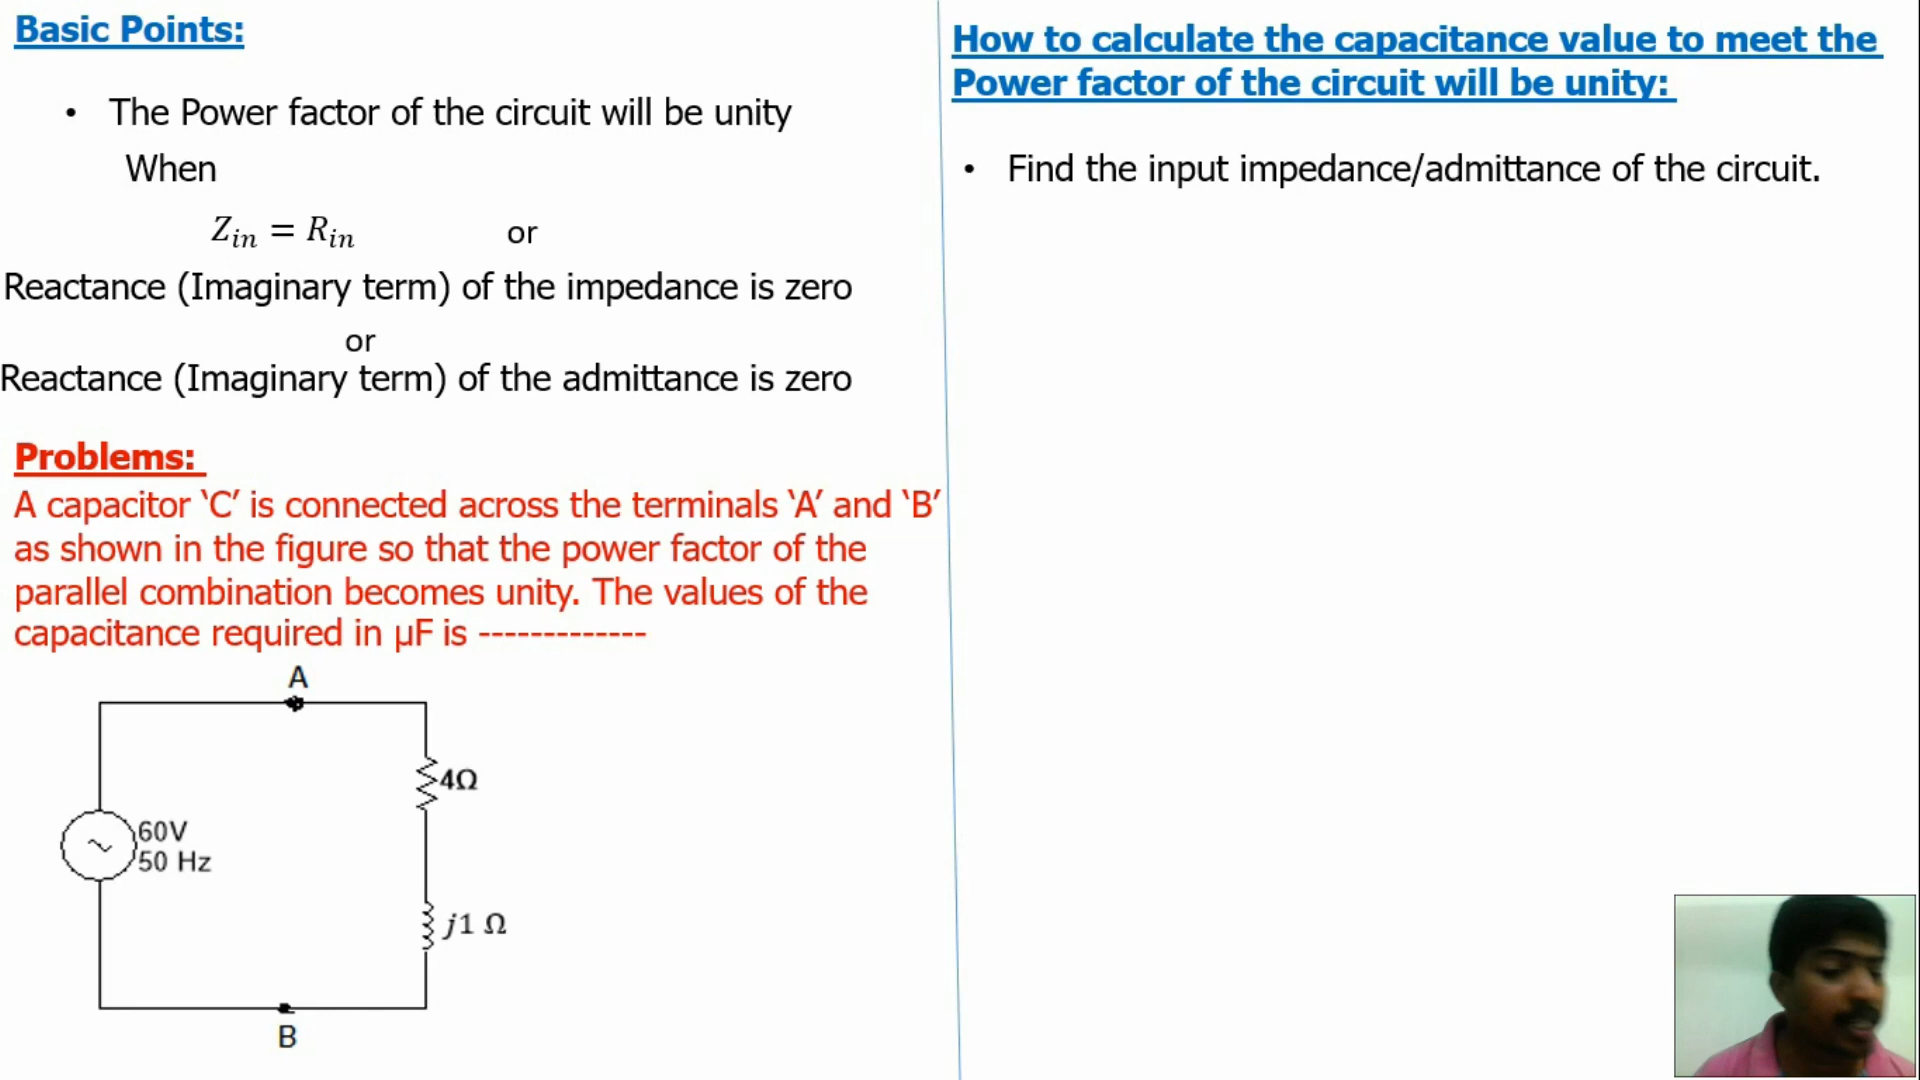 Basic Points:
• The Power factor of the circuit will be unity
When
Z_in = R_in or
Reactance (Imaginary term) of the impedance is zero
or
Reactance (Imaginary term) of the admittance is zero
Problems:
A capacitor ‘C’ is connected across the terminals ‘A’ and ‘B’
as shown in the figure so that the power factor of the
parallel combination becomes unity. The values of the
capacitance required in µF is -------------
A
4Ω
60V
50 Hz
j1 Ω
B
How to calculate the capacitance value to meet the
Power factor of the circuit will be unity:
• Find the input impedance/admittance of the circuit.